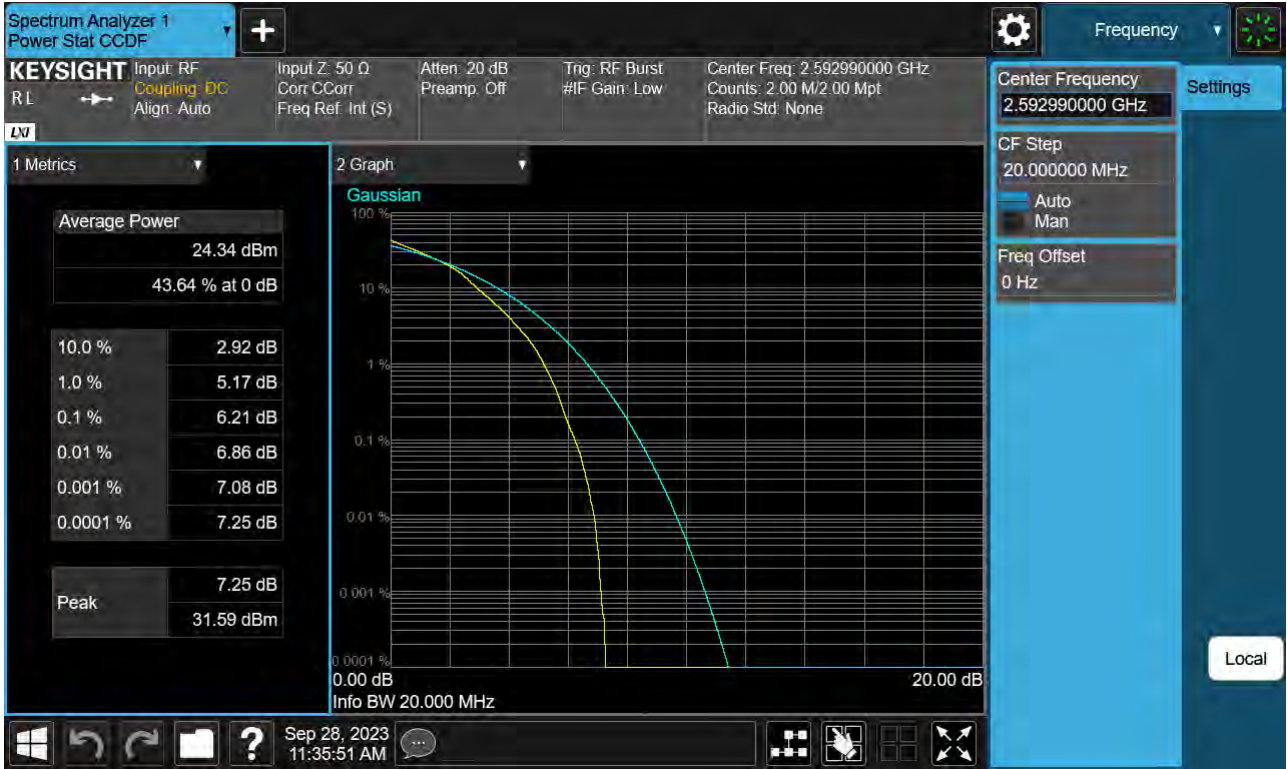 Spectrum Analyzer 1
Power Stat CCDF
+
Frequency
KEYSIGHT
R L
LXI
Input: RF
Coupling: DC
Align: Auto
Input Z: 50 Ω
Corr CCorr
Freq Ref: Int (S)
Atten: 20 dB
Preamp: Off
Trig: RF Burst
#IF Gain: Low
Center Freq: 2.592990000 GHz
Counts: 2.00 M/2.00 Mpt
Radio Std: None
Center Frequency
2.592990000 GHz
Settings
CF Step
20.000000 MHz
Auto
Man
Freq Offset
0 Hz
Local
1 Metrics
Average Power
24.34 dBm
43.64 % at 0 dB
10.0 % 2.92 dB
1.0 % 5.17 dB
0.1 % 6.21 dB
0.01 % 6.86 dB
0.001 % 7.08 dB
0.0001 % 7.25 dB
Peak
7.25 dB
31.59 dBm
2 Graph
Gaussian
100 %
10 %
1 %
0.1 %
0.01 %
0.001 %
0.0001 %
0.00 dB 20.00 dB
Info BW 20.000 MHz
?
Sep 28, 2023
11:35:51 AM